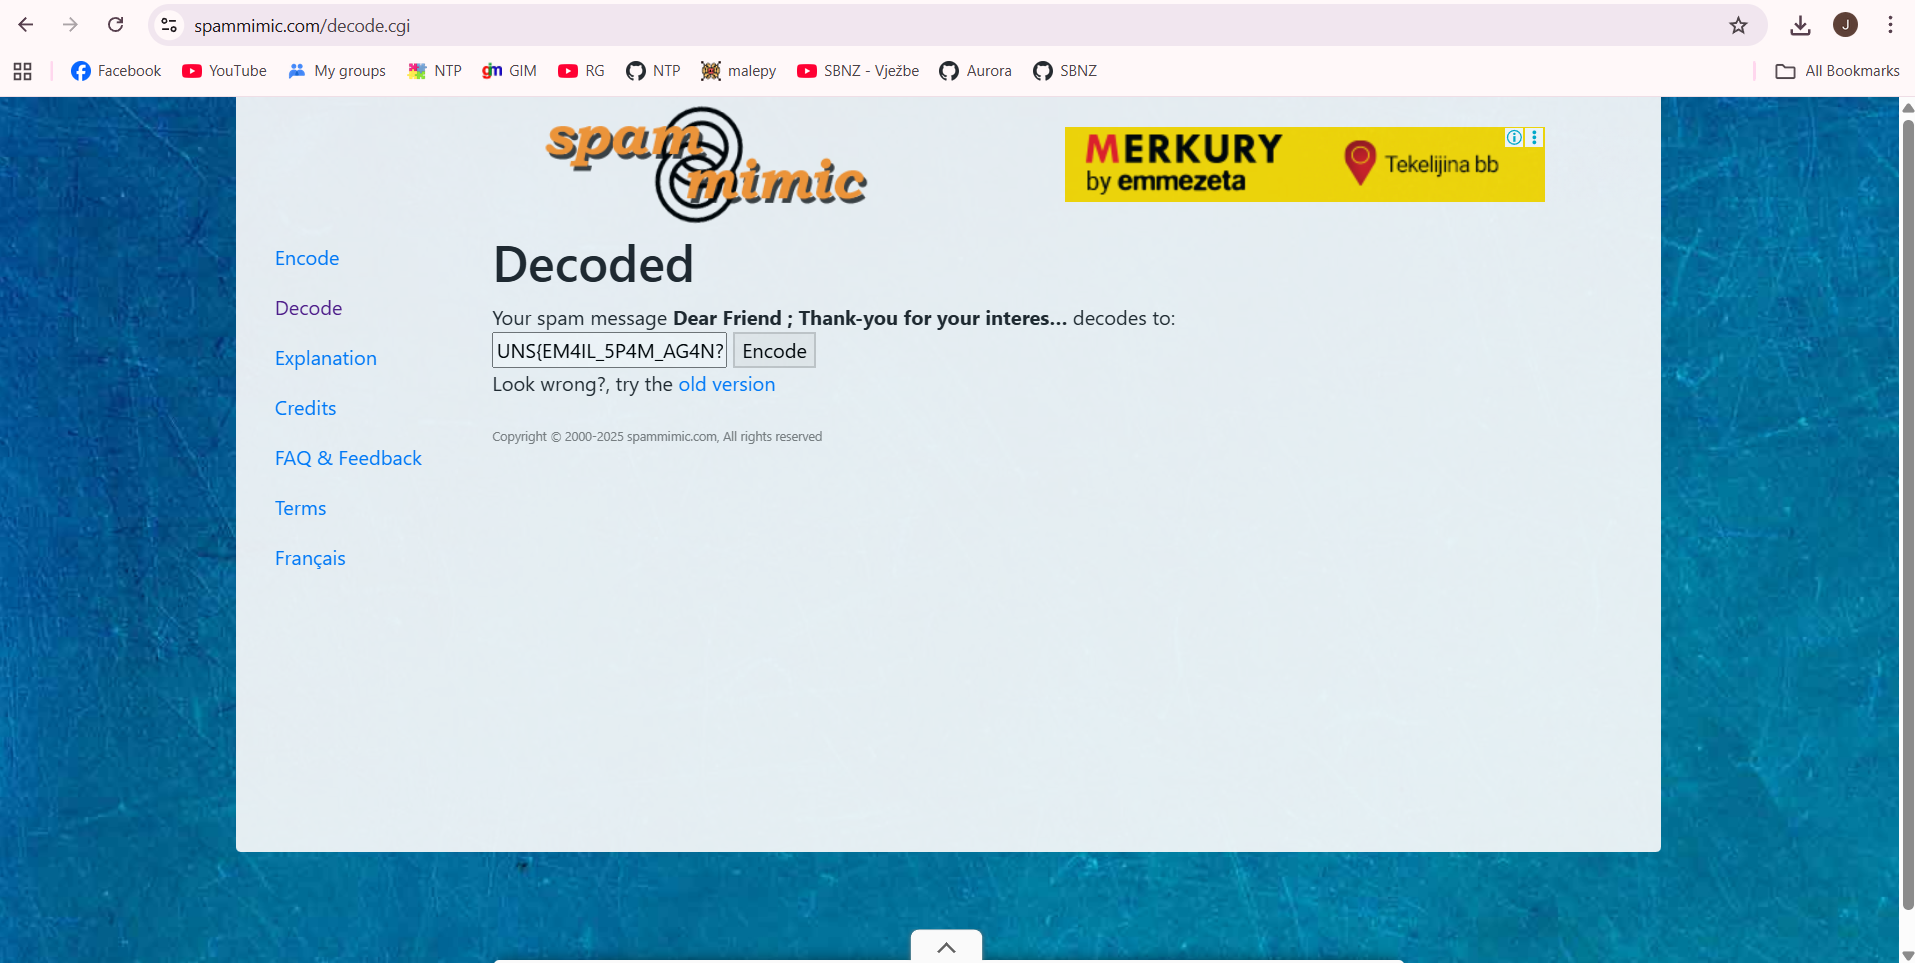 spammimic.com/decode.cgi
J
Facebook
YouTube
My groups
NTP
gm GIM
RG
NTP
malepy
SBNZ - Vježbe
Aurora
SBNZ
All Bookmarks
spam
mimic
MERKURY
by emmezeta
Tekelijina bb
Encode
Decode
Explanation
Credits
FAQ & Feedback
Terms
Français
Decoded
Your spam message Dear Friend ; Thank-you for your interes... decodes to:
UNS{EM4IL_5P4M_AG4N? Encode
Look wrong?, try the old version
Copyright © 2000-2025 spammimic.com, All rights reserved